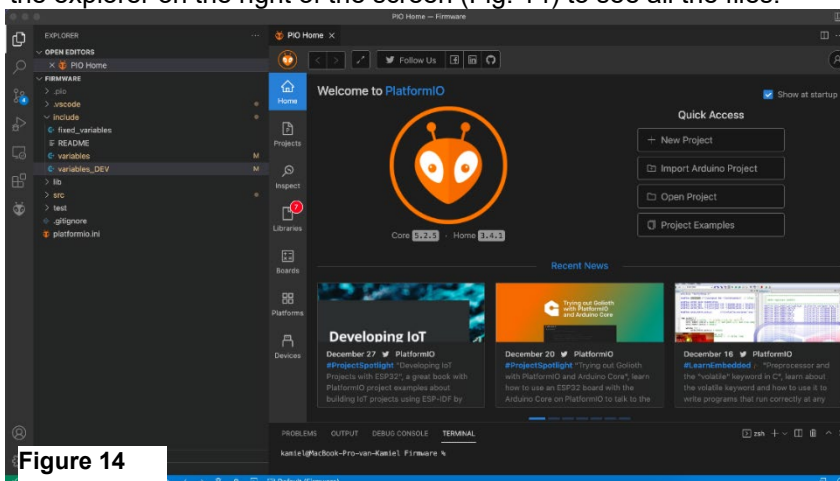 the explorer on the right of the screen (Fig. 14) to see all the files.
PIO Home — Firmware
EXPLORER
OPEN EDITORS
PIO Home
FIRMWARE
.pio
.vscode
include
fixed_variables
README
variables M
variables_DEV M
lib
src
test
.gitignore
platformio.ini
4
PIO Home
Follow Us
Home
Projects
Inspect
7
Libraries
Boards
Platforms
Devices
Welcome to PlatformIO
Show at startup
Core 5.2.5 · Home 3.4.1
Quick Access
+ New Project
Import Arduino Project
Open Project
Project Examples
Recent News
Developing IoT
December 27 PlatformIO
#ProjectSpotlight "Developing IoT
Projects with ESP32", a great book with
PlatformIO project examples about
building IoT projects using ESP-IDF by
Trying out Golioth
with PlatformIO
and Arduino Core
December 20 PlatformIO
#ProjectSpotlight "Trying out Golioth
with PlatformIO and Arduino Core", learn
how to use an ESP32 board with the
Arduino Core on PlatformIO to talk to the
December 16 PlatformIO
#LearnEmbedded "Preprocessor and
the "volatile" keyword in C", learn about
the volatile keyword and how to use it to
write programs that run correctly at any
PROBLEMS OUTPUT DEBUG CONSOLE TERMINAL
zsh
kamiel@MacBook-Pro-van-Kamiel Firmware %
Figure 14
Default (Firmware)